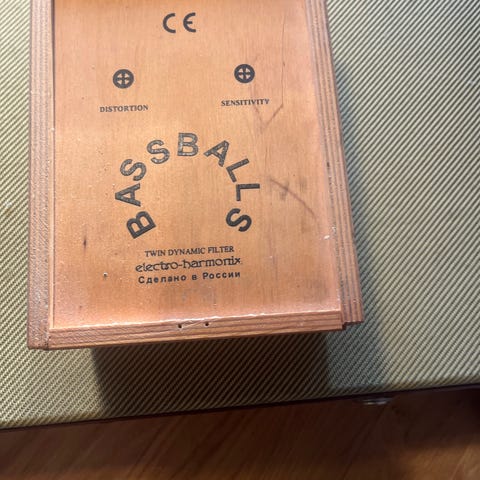 CE
DISTORTION SENSITIVITY
BASSBALLS
TWIN DYNAMIC FILTER
electro-harmonix
Сделано в России